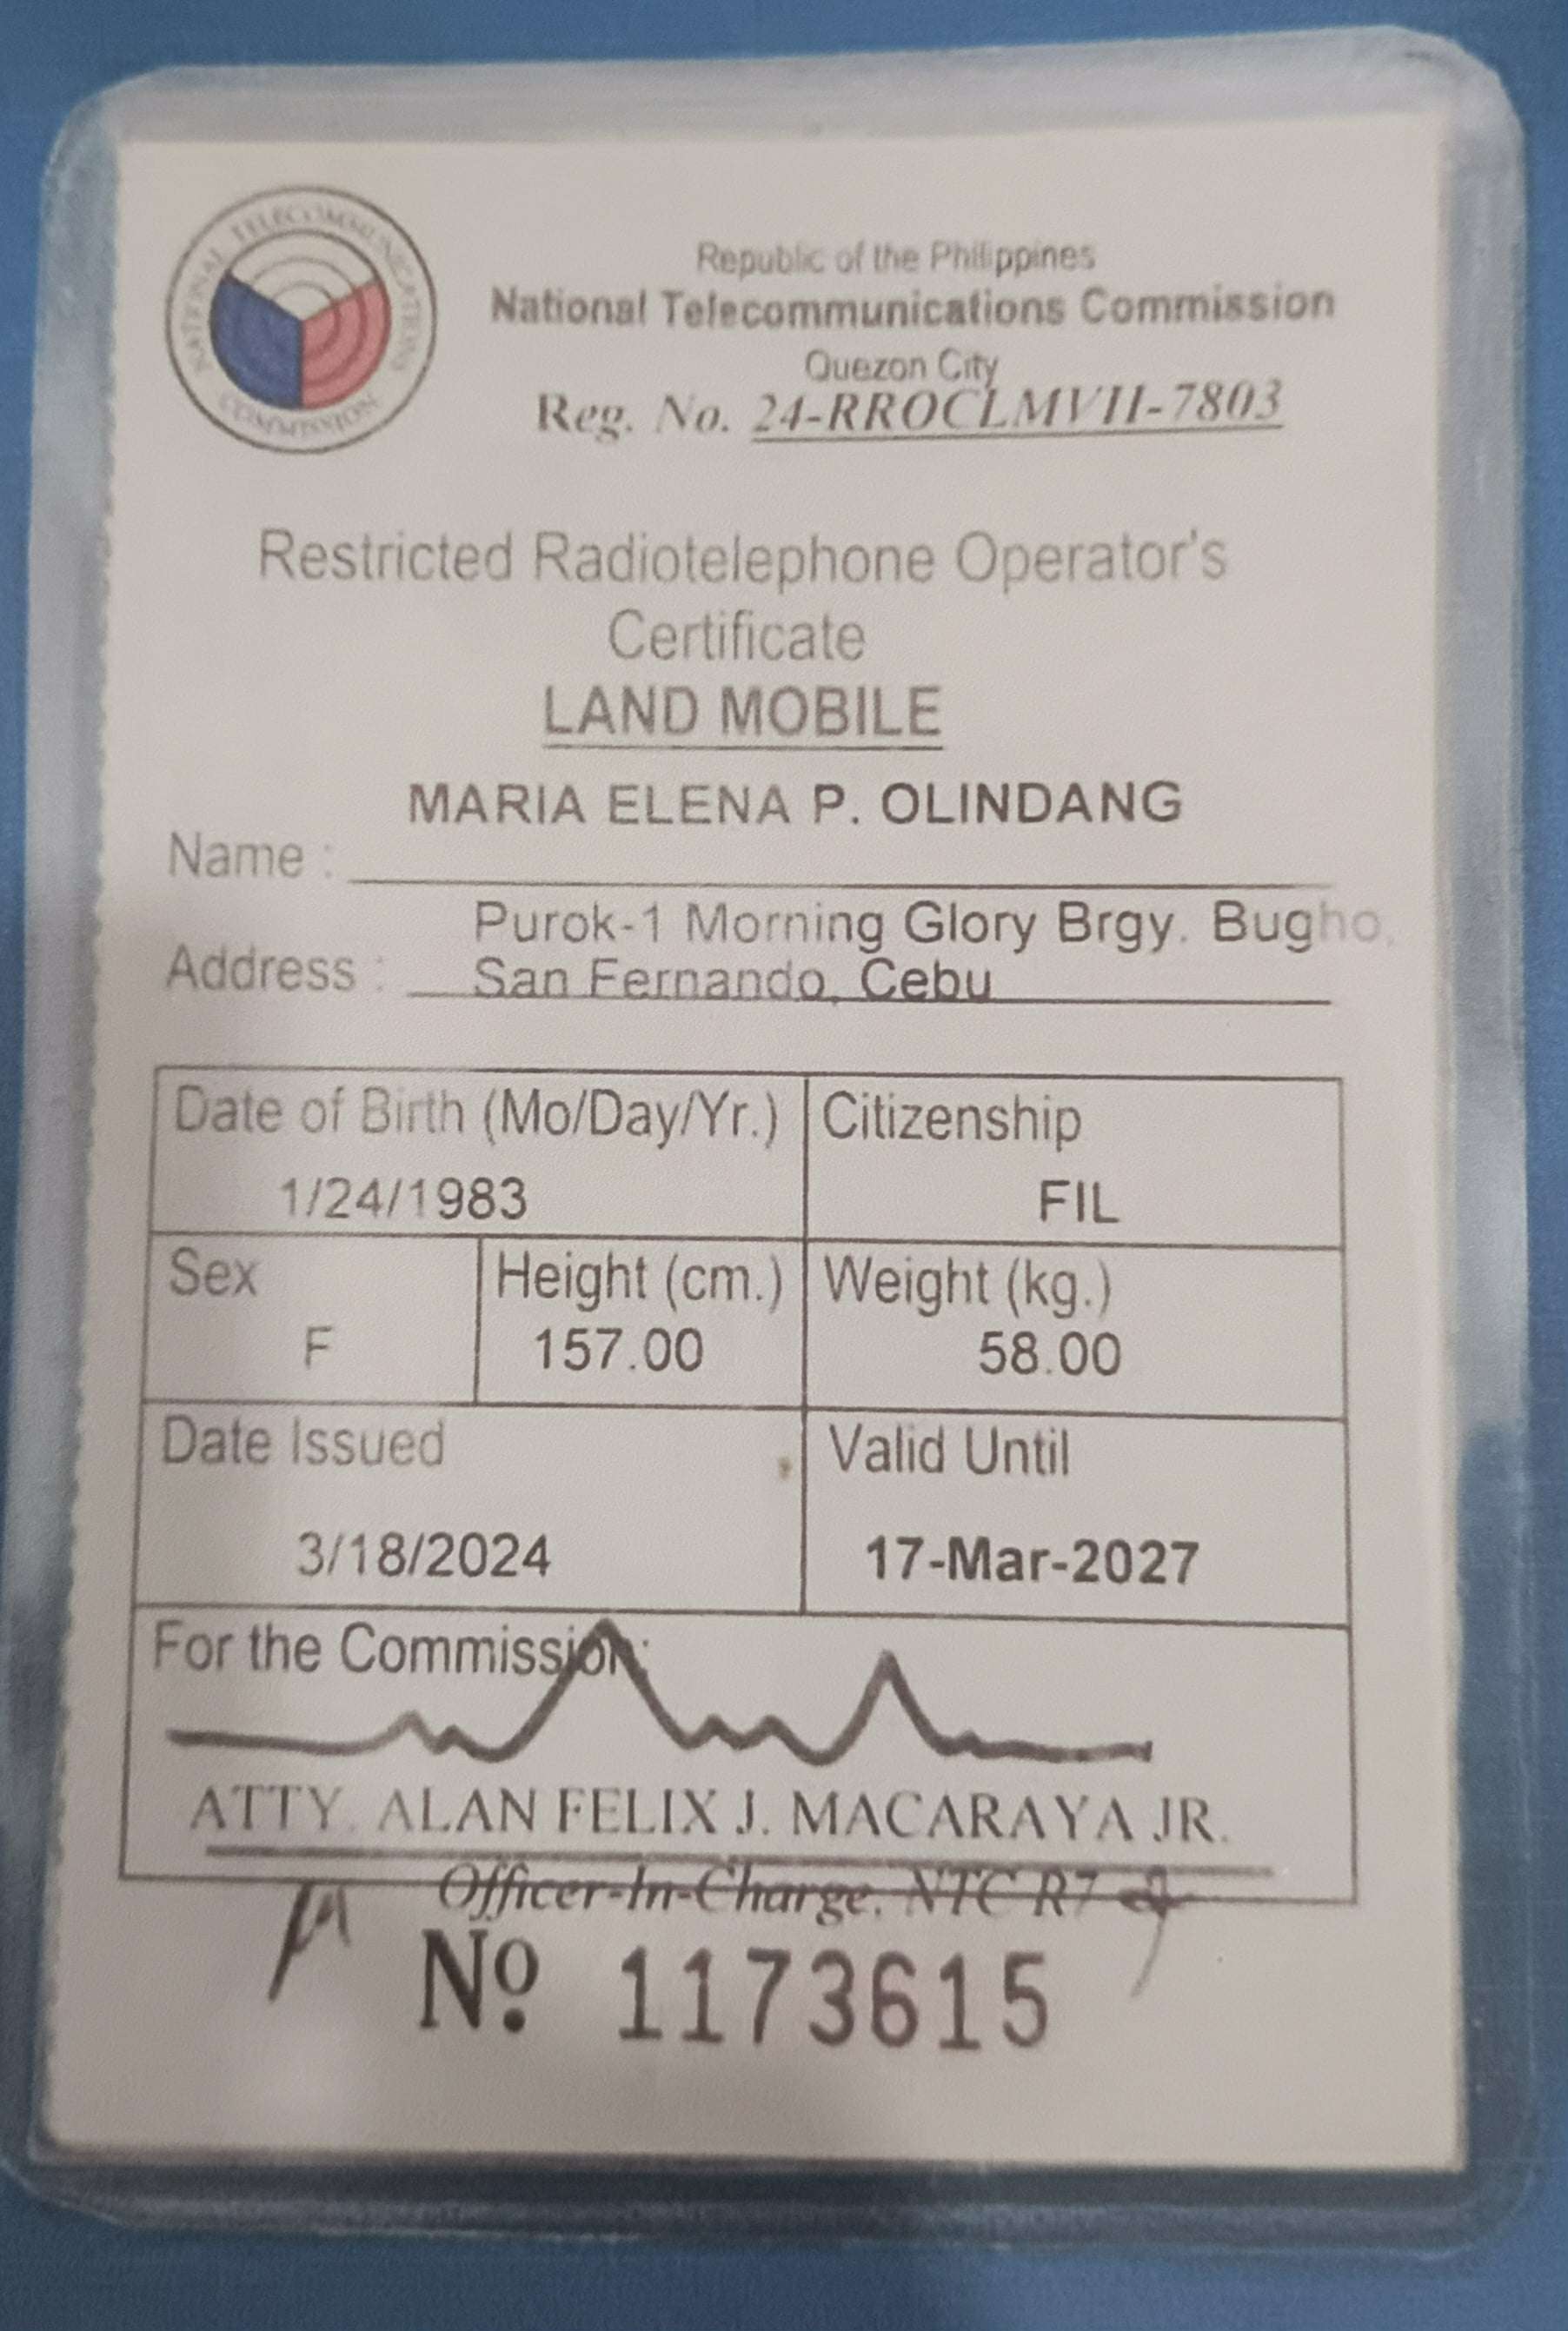 NATIONAL TELECOMMUNICATIONS COMMISSION
Republic of the Philippines
National Telecommunications Commission
Quezon City
Reg. No. 24-RROCLMVII-7803
Restricted Radiotelephone Operator's
Certificate
LAND MOBILE
MARIA ELENA P. OLINDANG
Name :
Purok-1 Morning Glory Brgy. Bugho,
Address : San Fernando, Cebu
Date of Birth (Mo/Day/Yr.) Citizenship
1/24/1983 FIL
Sex Height (cm.) Weight (kg.)
F 157.00 58.00
Date Issued Valid Until
3/18/2024 17-Mar-2027
For the Commission:
ATTY. ALAN FELIX J. MACARAYA JR.
Officer-In-Charge, NTC R7
Nº 1173615